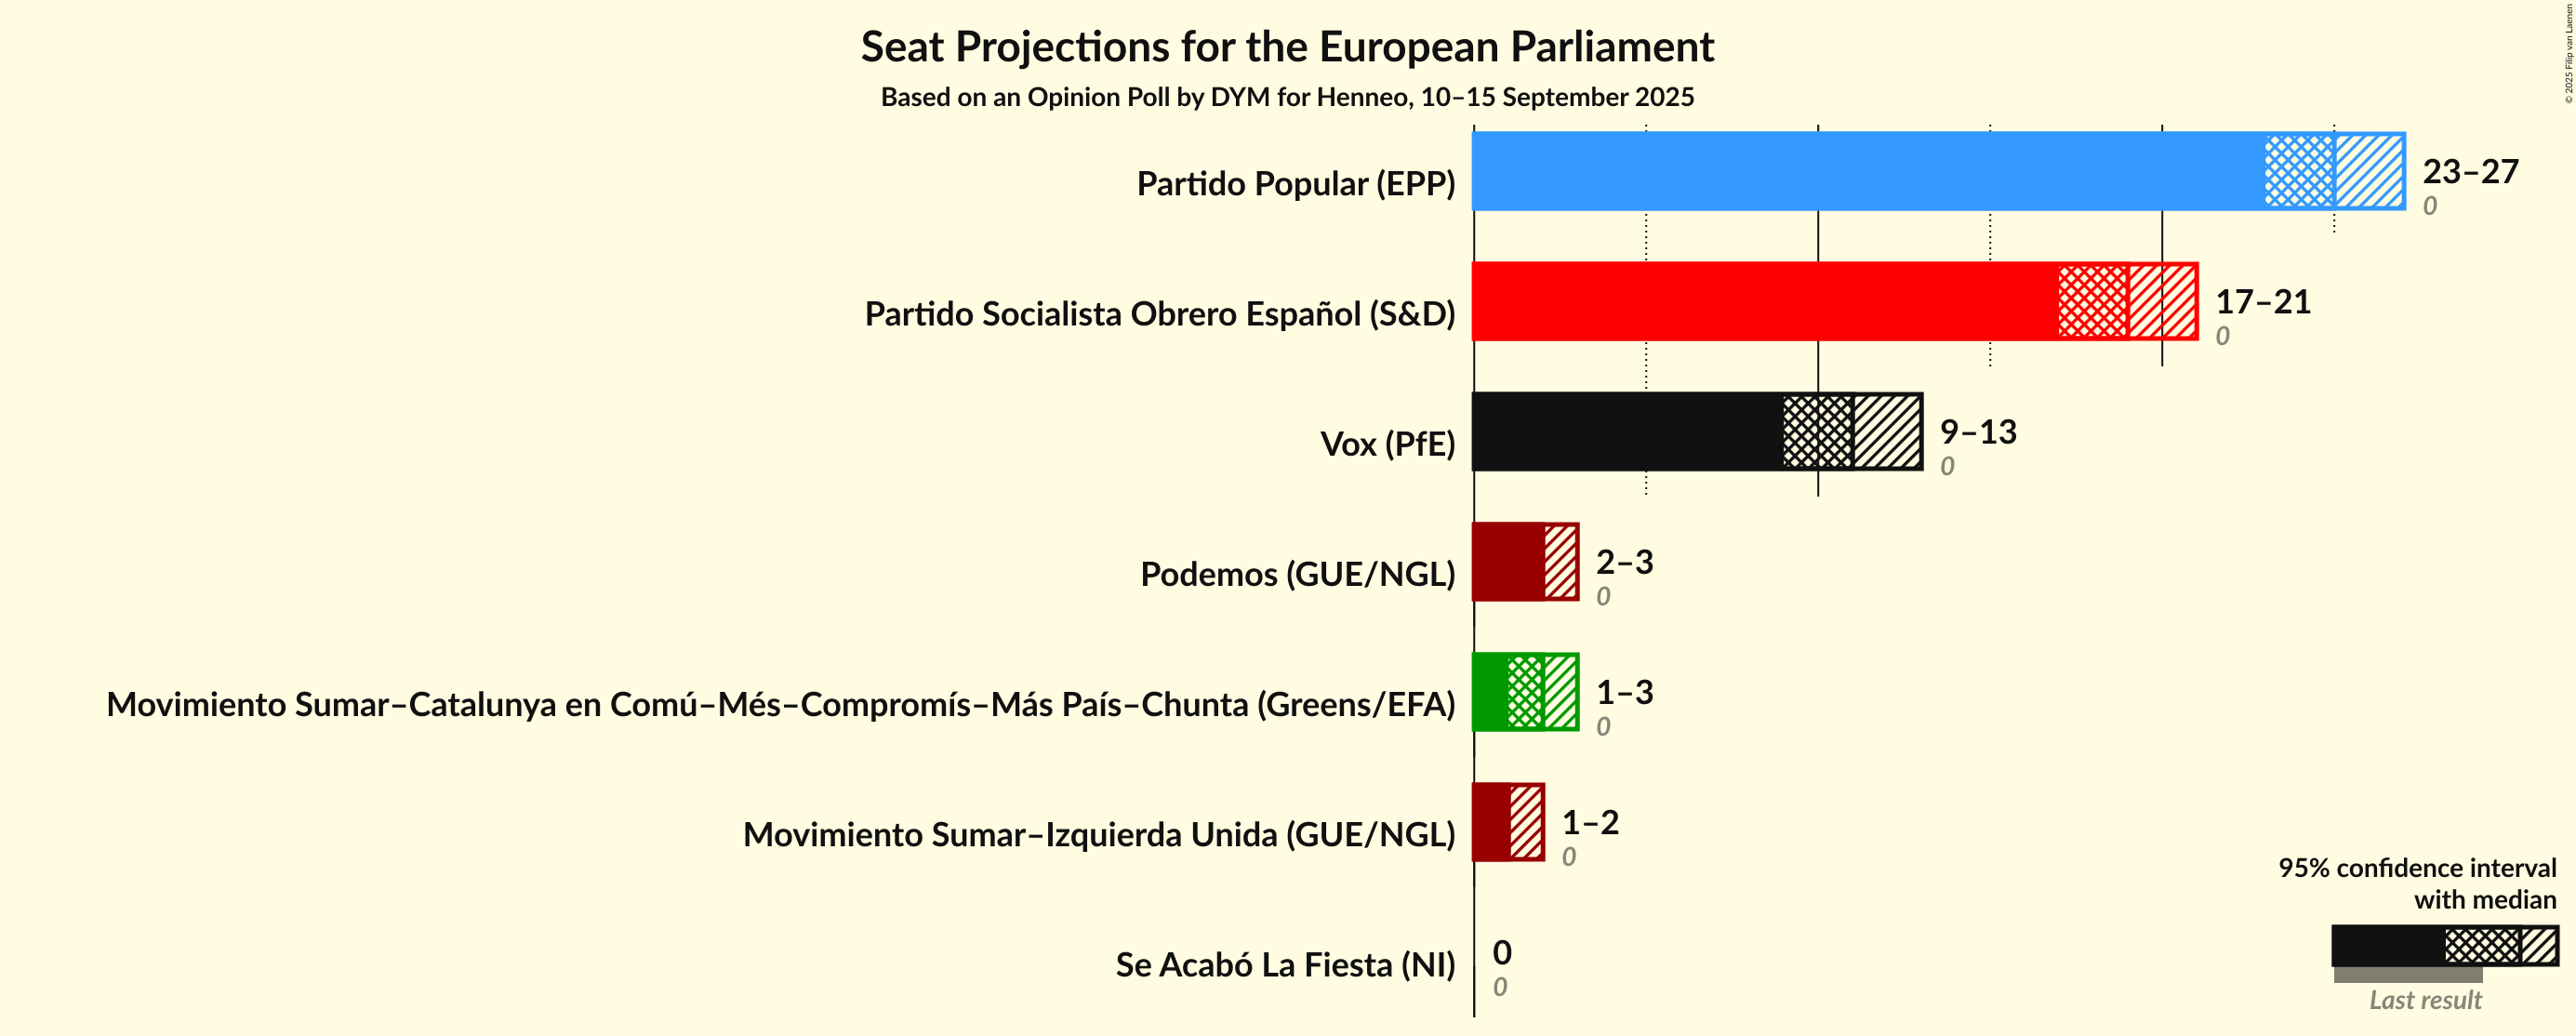 Seat Projections for the European Parliament
Based on an Opinion Poll by DYM for Henneo, 10–15 September 2025
© 2025 Filip van Laenen
Partido Popular (EPP)
23–27
0
Partido Socialista Obrero Español (S&D)
17–21
0
Vox (PfE)
9–13
0
Podemos (GUE/NGL)
2–3
0
Movimiento Sumar–Catalunya en Comú–Més–Compromís–Más País–Chunta (Greens/EFA)
1–3
0
Movimiento Sumar–Izquierda Unida (GUE/NGL)
1–2
0
Se Acabó La Fiesta (NI)
0
0
95% confidence interval
with median
Last result